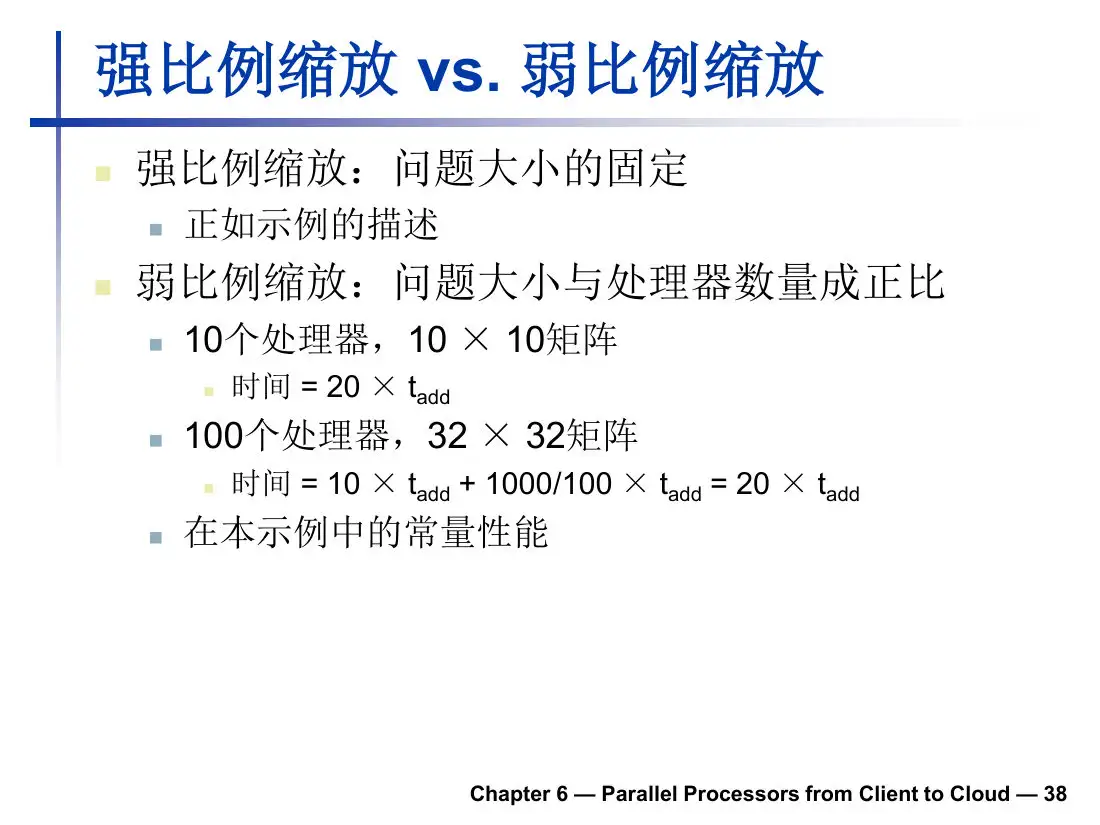 强比例缩放 vs. 弱比例缩放
强比例缩放：问题大小的固定
正如示例的描述
弱比例缩放：问题大小与处理器数量成正比
10个处理器，10 × 10矩阵
时间 = 20 × tadd
100个处理器，32 × 32矩阵
时间 = 10 × tadd + 1000/100 × tadd = 20 × tadd
在本示例中的常量性能
Chapter 6 — Parallel Processors from Client to Cloud — 38